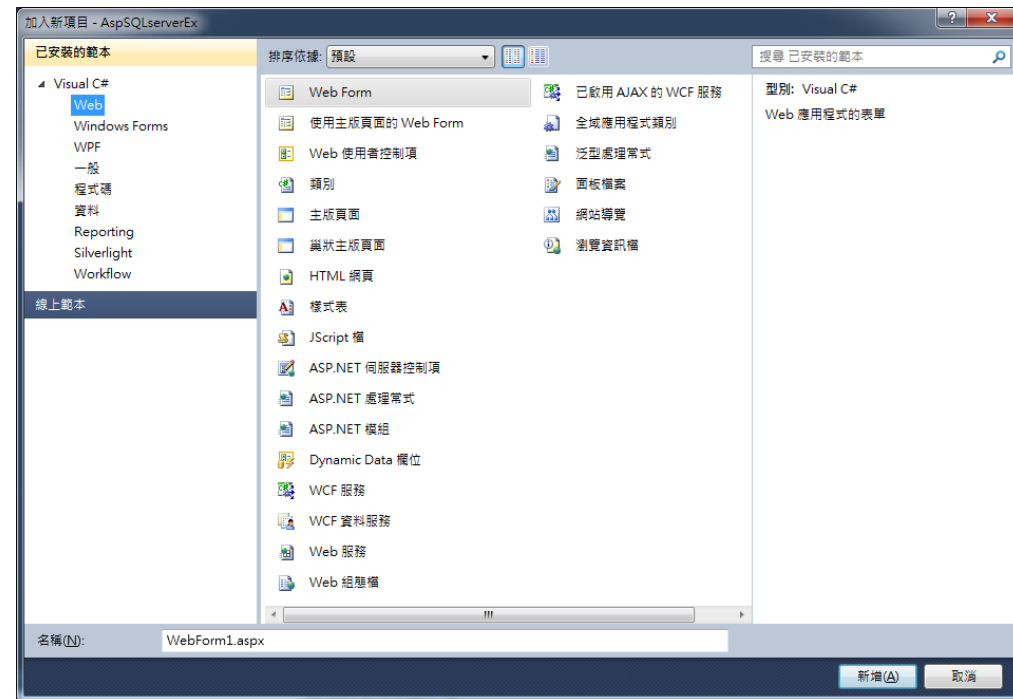 加入新項目 - AspSQLserverEx
已安裝的範本
Visual C#
Web
Windows Forms
WPF
一般
程式碼
資料
Reporting
Silverlight
Workflow
線上範本
排序依據: 預設
Web Form
使用主版頁面的 Web Form
Web 使用者控制項
類別
主版頁面
巢狀主版頁面
HTML 網頁
樣式表
JScript 檔
ASP.NET 伺服器控制項
ASP.NET 處理常式
ASP.NET 模組
Dynamic Data 欄位
WCF 服務
WCF 資料服務
Web 服務
Web 組態檔
已啟用 AJAX 的 WCF 服務
全域應用程式類別
泛型處理常式
面板檔案
網站導覽
瀏覽資訊檔
搜尋 已安裝的範本
型別: Visual C#
Web 應用程式的表單
名稱(N): WebForm1.aspx
新增(A) 取消